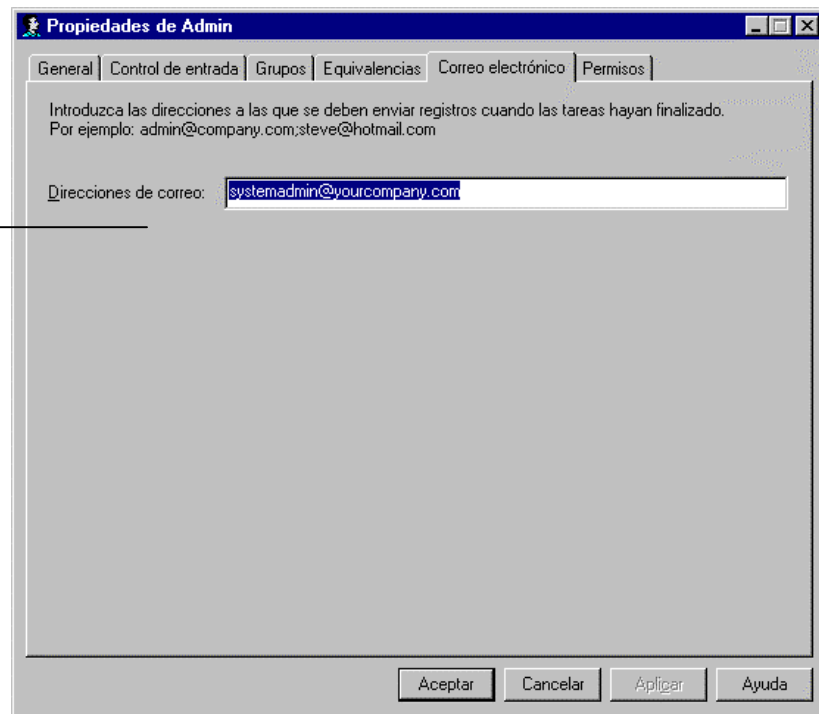 Propiedades de Admin
General Control de entrada Grupos Equivalencias Correo electrónico Permisos
Introduzca las direcciones a las que se deben enviar registros cuando las tareas hayan finalizado.
Por ejemplo: admin@company.com;steve@hotmail.com
Direcciones de correo: systemadmin@yourcompany.com
Aceptar Cancelar Aplicar Ayuda